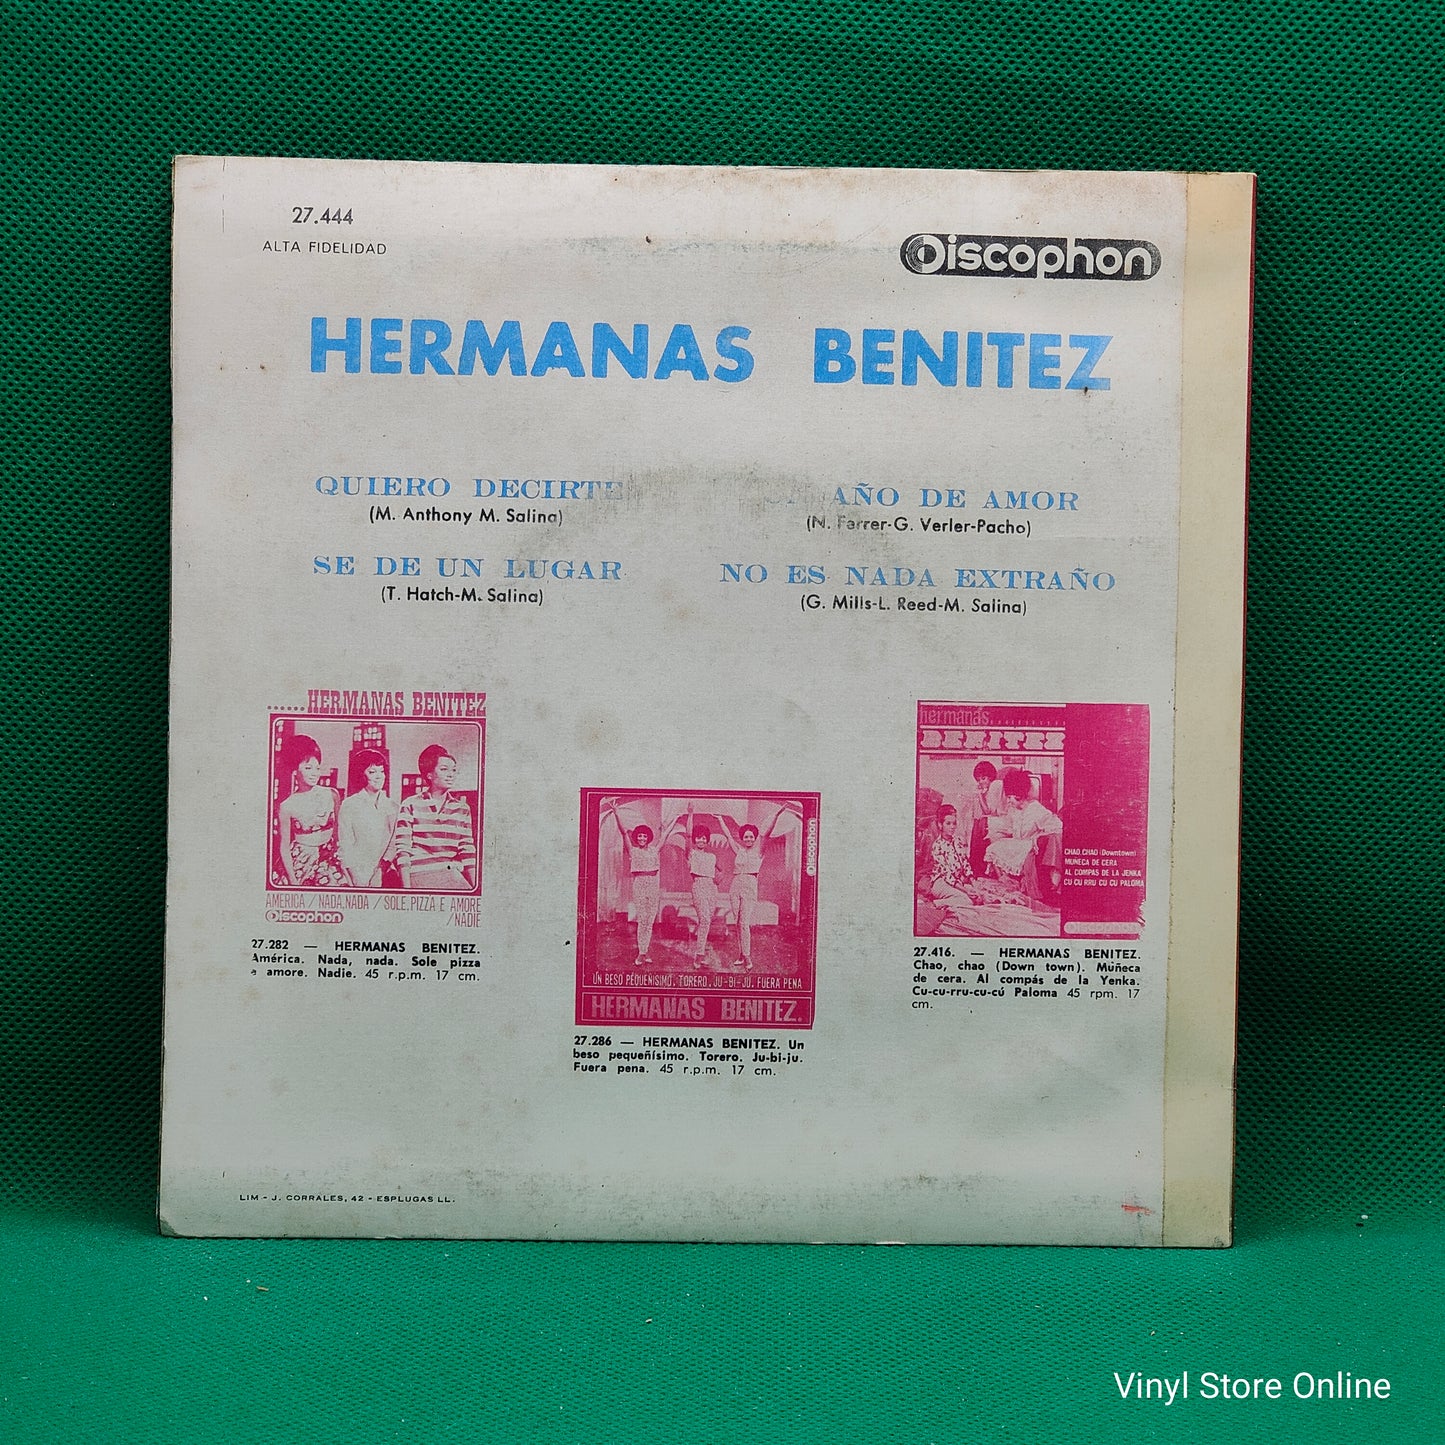 27.444
ALTA FIDELIDAD
Discophon
HERMANAS BENITEZ
QUIERO DECIRTE
(M. Anthony M. Salina)
AÑO DE AMOR
(N. Ferrer-G. Verler-Pacho)
SE DE UN LUGAR
(T. Hatch-M. Salina)
NO ES NADA EXTRAÑO
(G. Mills-L. Reed-M. Salina)
......HERMANAS BENITEZ
AMERICA / NADA, NADA / SOLE, PIZZA E AMORE
/NADIE
Discophon
27.282 — HERMANAS BENITEZ.
América. Nada, nada. Sole pizza
e amore. Nadie. 45 r.p.m. 17 cm.
Discophon
UN BESO PEQUEÑISIMO. TORERO. JU-BI-JU. FUERA PENA
HERMANAS BENITEZ.
27.286 — HERMANAS BENITEZ. Un
beso pequeñísimo. Torero. Ju-bi-ju.
Fuera pena. 45 r.p.m. 17 cm.
hermanas...........
BENITEZ
CHAO, CHAO (Downtown)
MUÑECA DE CERA
AL COMPAS DE LA JENKA
CU CU RRU CU CU PALOMA
27.416. — HERMANAS BENITEZ.
Chao, chao (Down town). Muñeca
de cera. Al compás de la Yenka.
Cu-cu-rru-cu-cú Paloma 45 rpm. 17
cm.
LIM - J. CORRALES, 42 - ESPLUGAS LL.
Vinyl Store Online